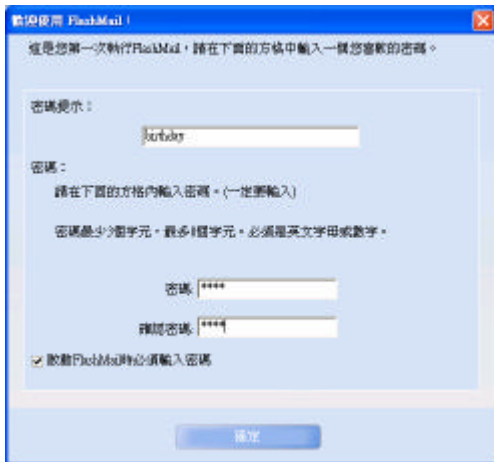 歡迎使用 FlashMail！
這是您第一次執行FlashMail，請在下面的方格中輸入一個您喜歡的密碼。
密碼提示：
birthday
密碼：
請在下面的方格內輸入密碼。(一定要輸入)
密碼最少3個字元，最多8個字元。必須是英文字母或數字。
密碼 ****
確認密碼 ****
啟動FlashMail時必須輸入密碼
確定